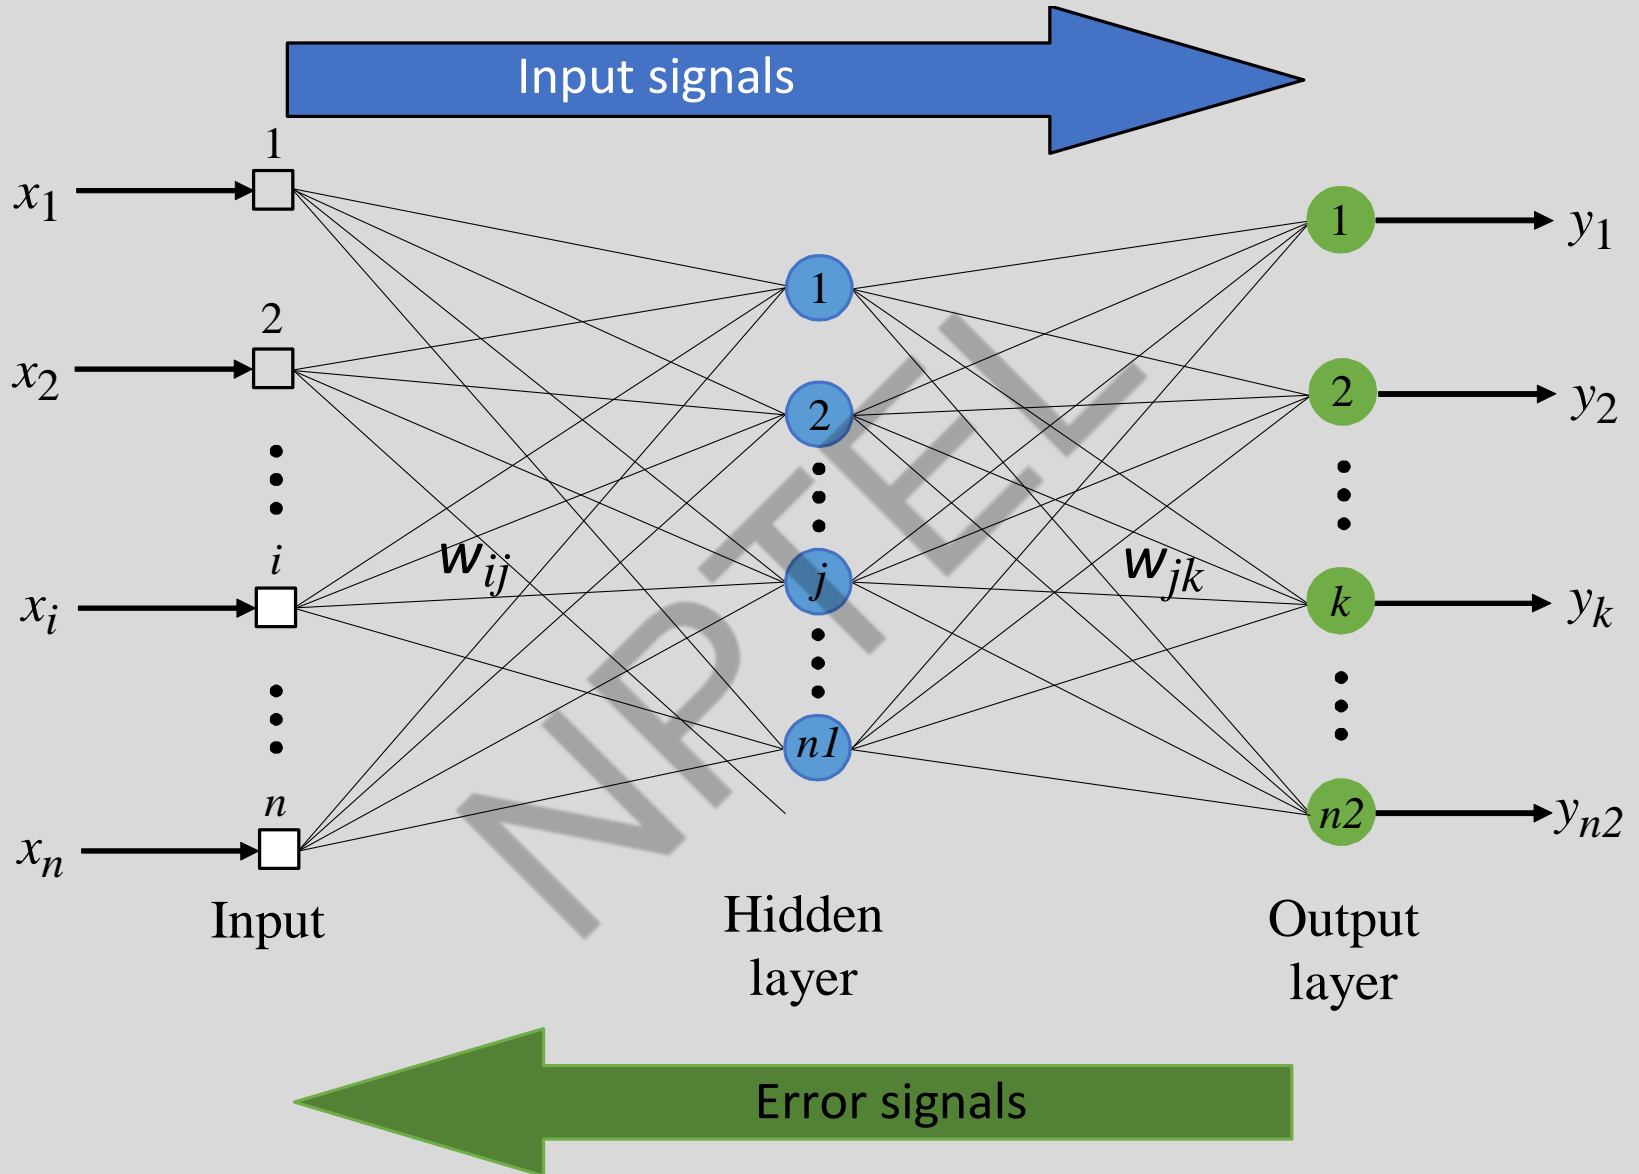 Input signals
1
x1
1
y1
1
2
x2
2
y2
2
i
wij
wjk
xi
j
k
yk
n1
n
xn
n2
yn2
NPTEL
Input
Hidden
layer
Output
layer
Error signals